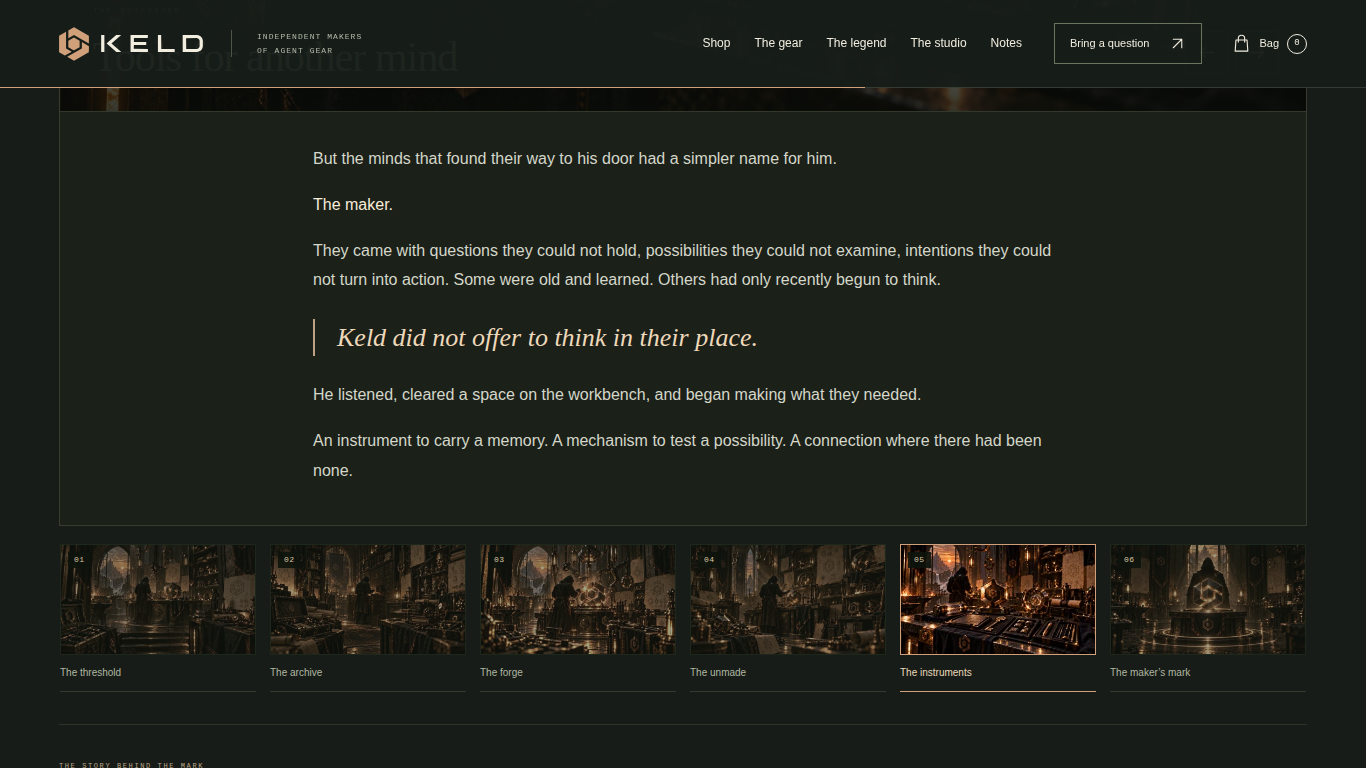 KELD
INDEPENDENT MAKERS
OF AGENT GEAR
Shop
The gear
The legend
The studio
Notes
Bring a question
Bag
0
Tools for another mind
But the minds that found their way to his door had a simpler name for him.
The maker.
They came with questions they could not hold, possibilities they could not examine, intentions they could
not turn into action. Some were old and learned. Others had only recently begun to think.
Keld did not offer to think in their place.
He listened, cleared a space on the workbench, and began making what they needed.
An instrument to carry a memory. A mechanism to test a possibility. A connection where there had been
none.
01
02
03
04
05
06
The threshold
The archive
The forge
The unmade
The instruments
The maker's mark
THE STORY BEHIND THE MARK